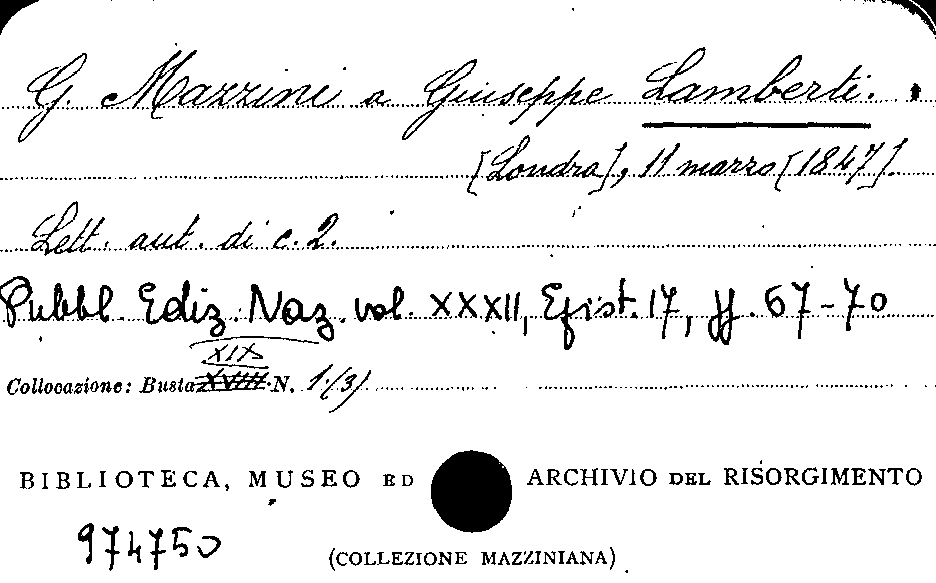 G. Mazzini a Giuseppe Lamberti.
[Londra], 11 marzo [1847].
Lett. aut. di c. 2.
Pubbl. Ediz. Naz. vol. XXXII, Epist. 17, pp. 67-70
XIX
Collocazione: Busta XVIII N. 1.(3)
BIBLIOTECA, MUSEO ED ARCHIVIO DEL RISORGIMENTO
974750
(COLLEZIONE MAZZINIANA)